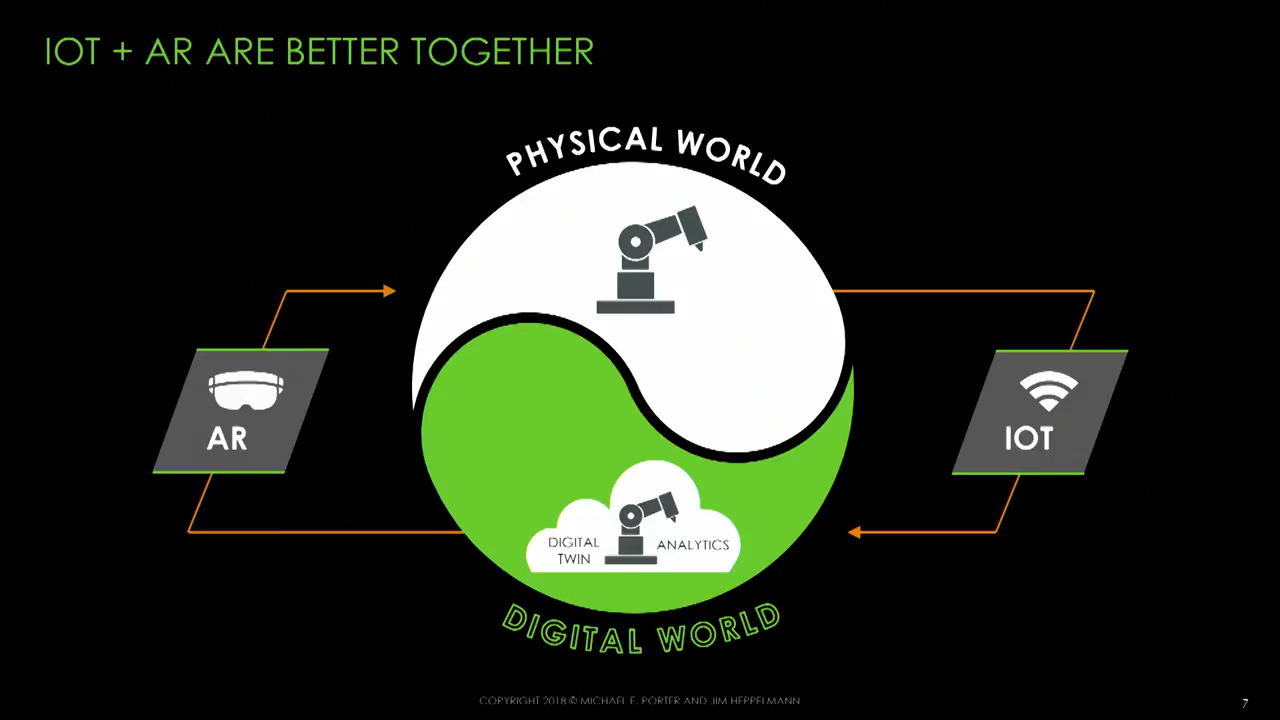 IOT + AR ARE BETTER TOGETHER
PHYSICAL WORLD
AR
IOT
DIGITAL TWIN
ANALYTICS
DIGITAL WORLD
COPYRIGHT 2018 © MICHAEL E. PORTER AND JIM HEPPELMANN
7